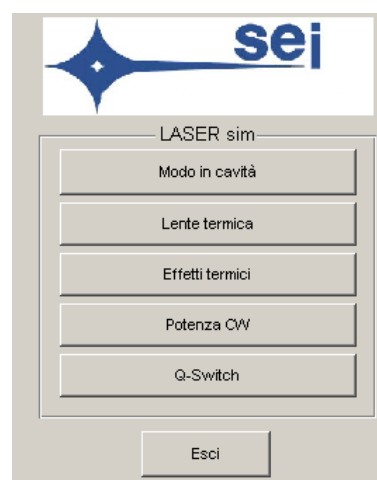 sei
LASER sim
Modo in cavità
Lente termica
Effetti termici
Potenza CW
Q-Switch
Esci